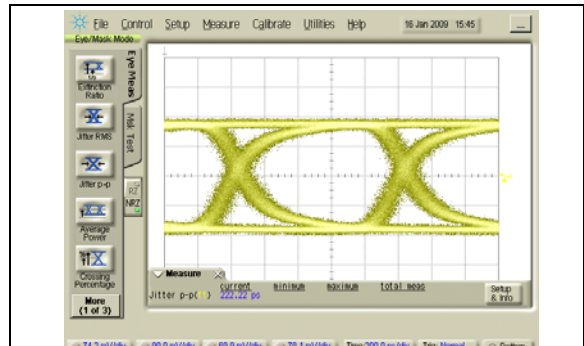 File Control Setup Measure Calibrate Utilities Help 16 Jan 2009 15:45
Eye/Mask Mode
Extinction Ratio
Jitter RMS
Jitter p-p
Average Power
Crossing Percentage
More (1 of 3)
Eye Meas
Msk Test
RZ
NRZ
Measure
current minimum maximum total meas
Jitter p-p( ) 222.22 ps
Setup & Info